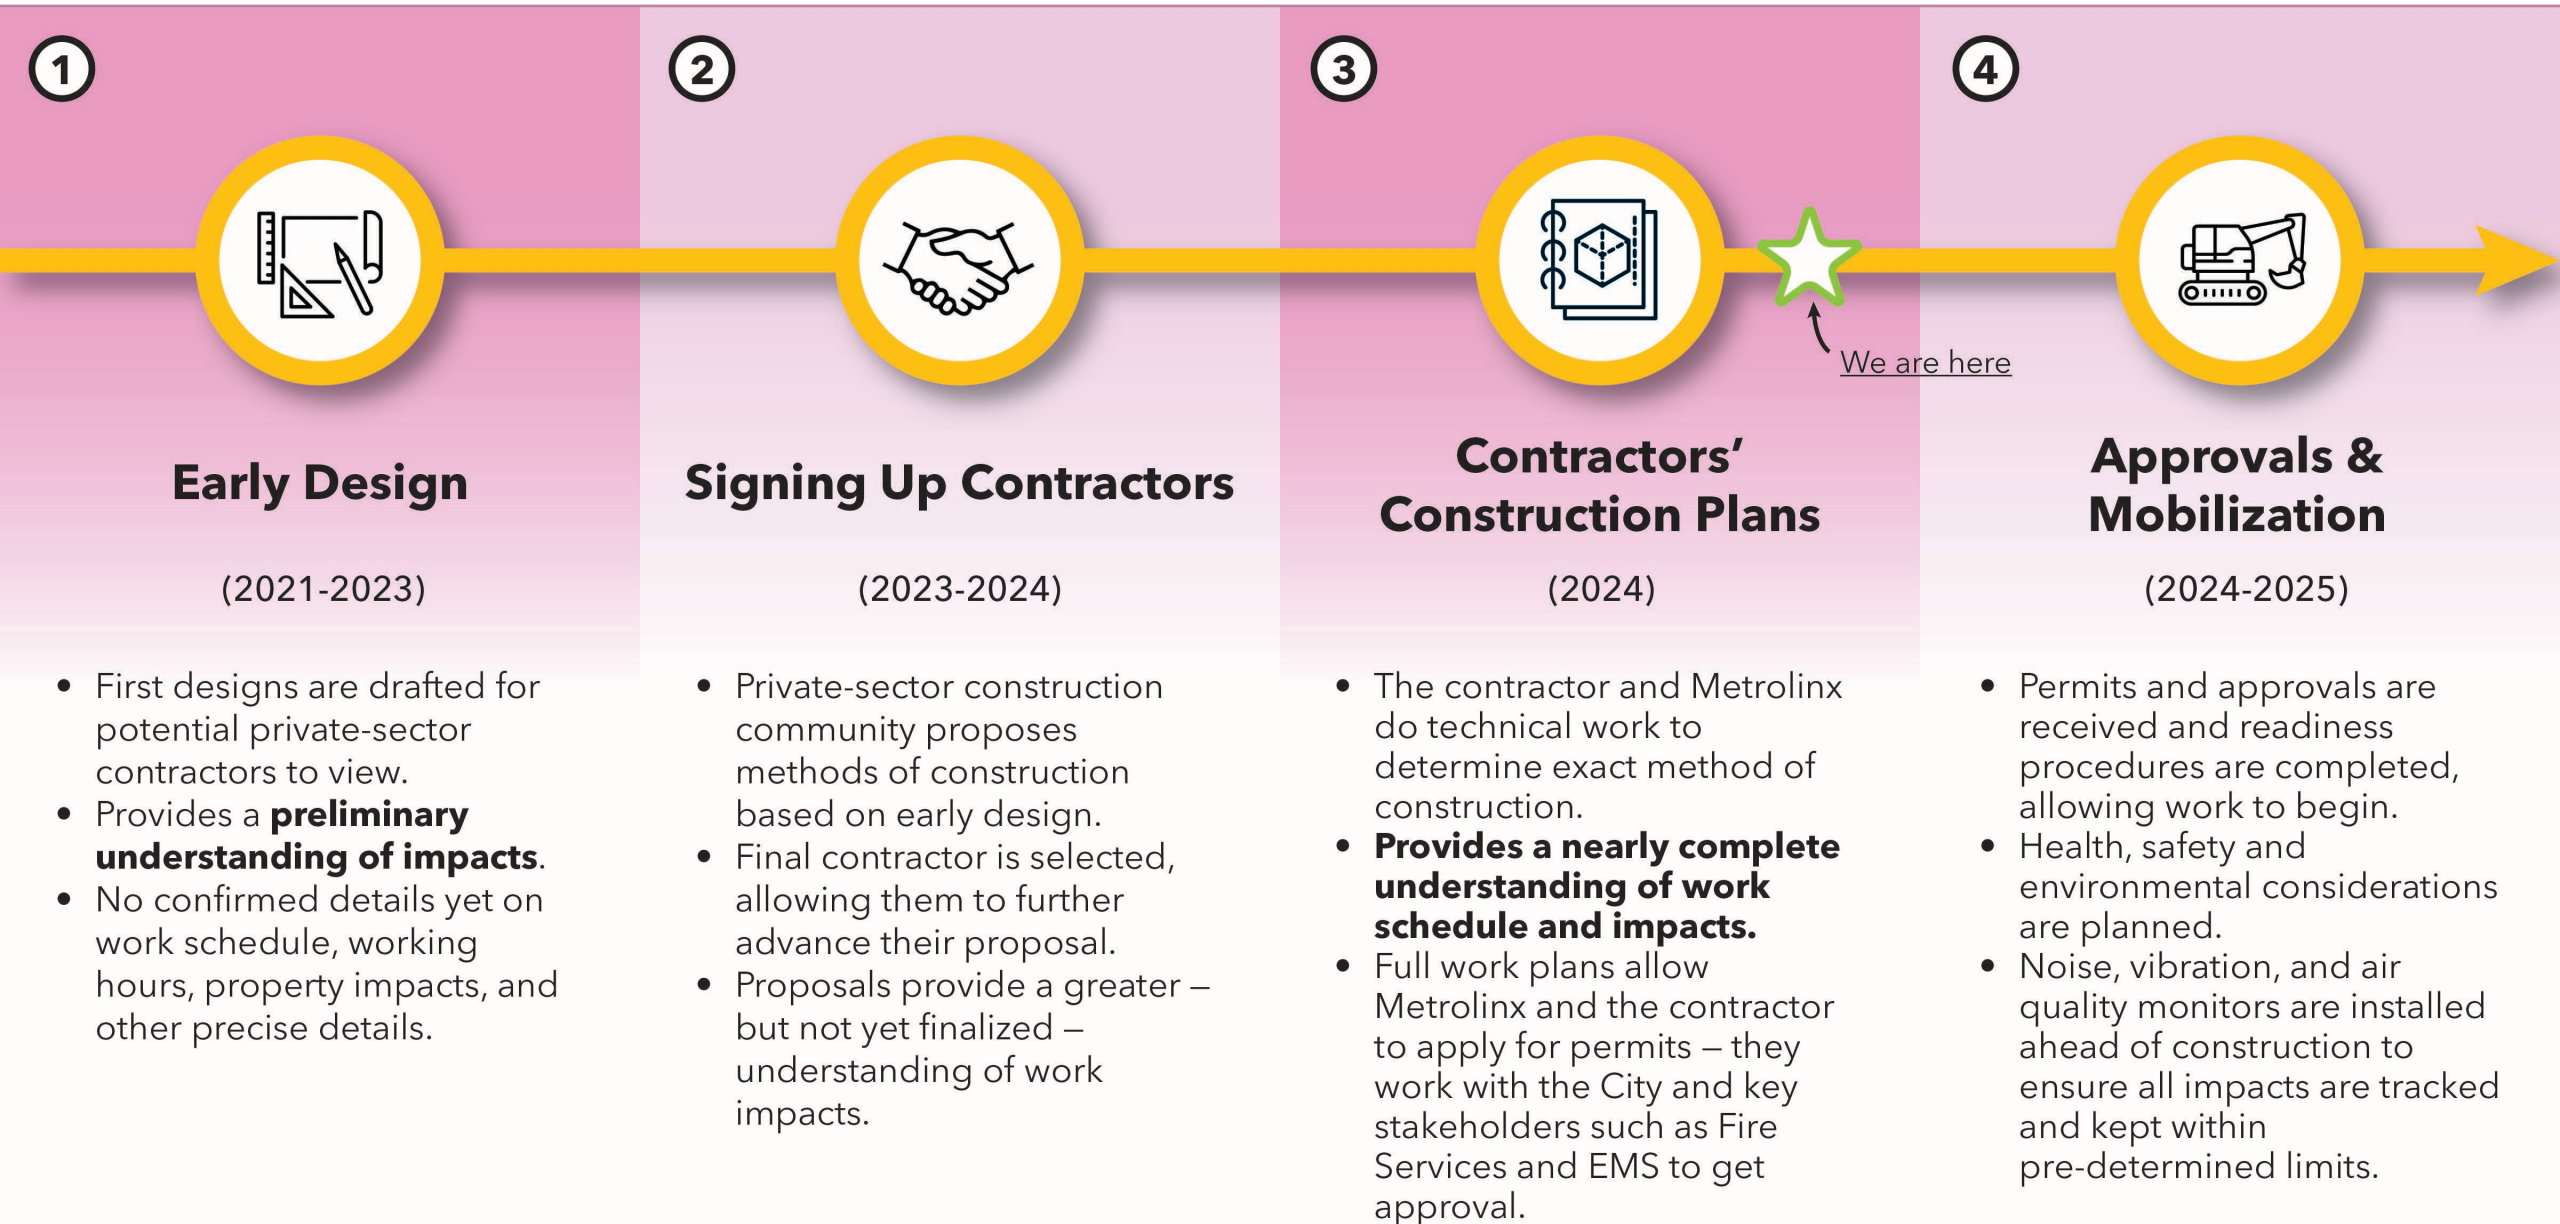 1
Early Design
(2021-2023)
• First designs are drafted for
potential private-sector
contractors to view.
• Provides a preliminary
understanding of impacts.
• No confirmed details yet on
work schedule, working
hours, property impacts, and
other precise details.
2
Signing Up Contractors
(2023-2024)
• Private-sector construction
community proposes
methods of construction
based on early design.
• Final contractor is selected,
allowing them to further
advance their proposal.
• Proposals provide a greater –
but not yet finalized –
understanding of work
impacts.
3
We are here
Contractors’
Construction Plans
(2024)
• The contractor and Metrolinx
do technical work to
determine exact method of
construction.
• Provides a nearly complete
understanding of work
schedule and impacts.
• Full work plans allow
Metrolinx and the contractor
to apply for permits – they
work with the City and key
stakeholders such as Fire
Services and EMS to get
approval.
4
Approvals &
Mobilization
(2024-2025)
• Permits and approvals are
received and readiness
procedures are completed,
allowing work to begin.
• Health, safety and
environmental considerations
are planned.
• Noise, vibration, and air
quality monitors are installed
ahead of construction to
ensure all impacts are tracked
and kept within
pre-determined limits.